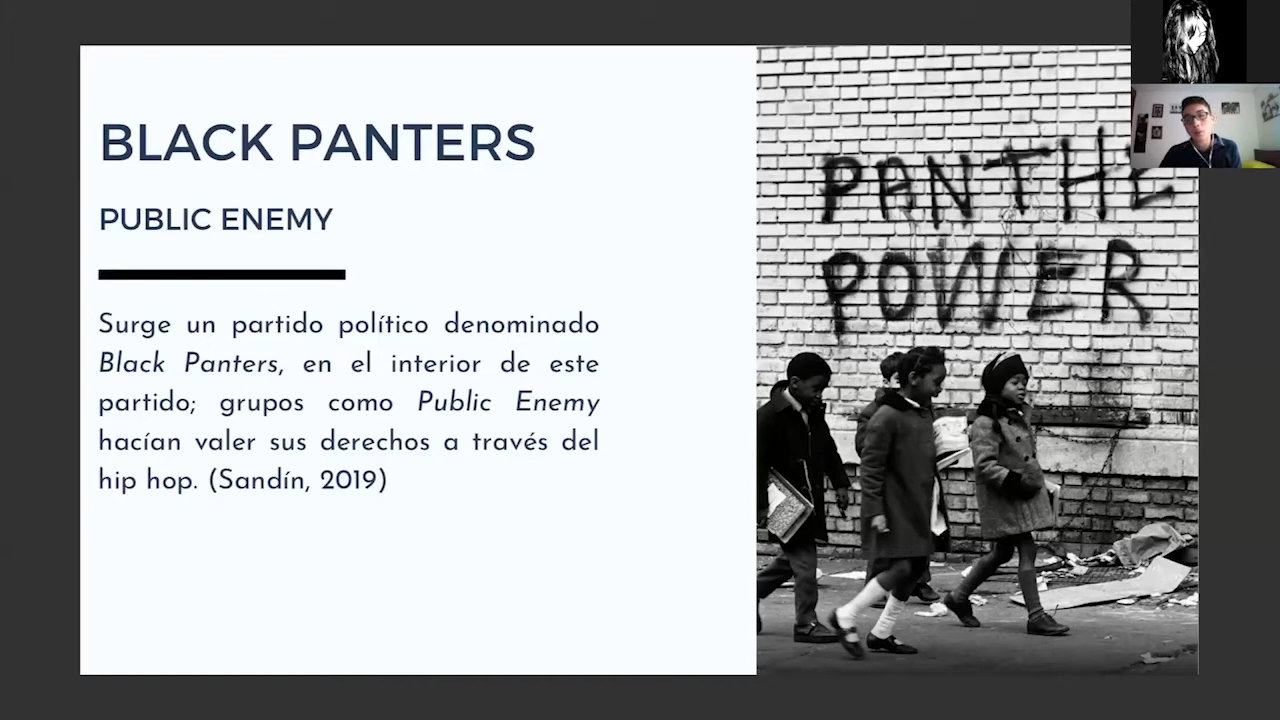 BLACK PANTERS
PUBLIC ENEMY
Surge un partido político denominado
Black Panters, en el interior de este
partido; grupos como Public Enemy
hacían valer sus derechos a través del
hip hop. (Sandín, 2019)
PANTHE
POWER